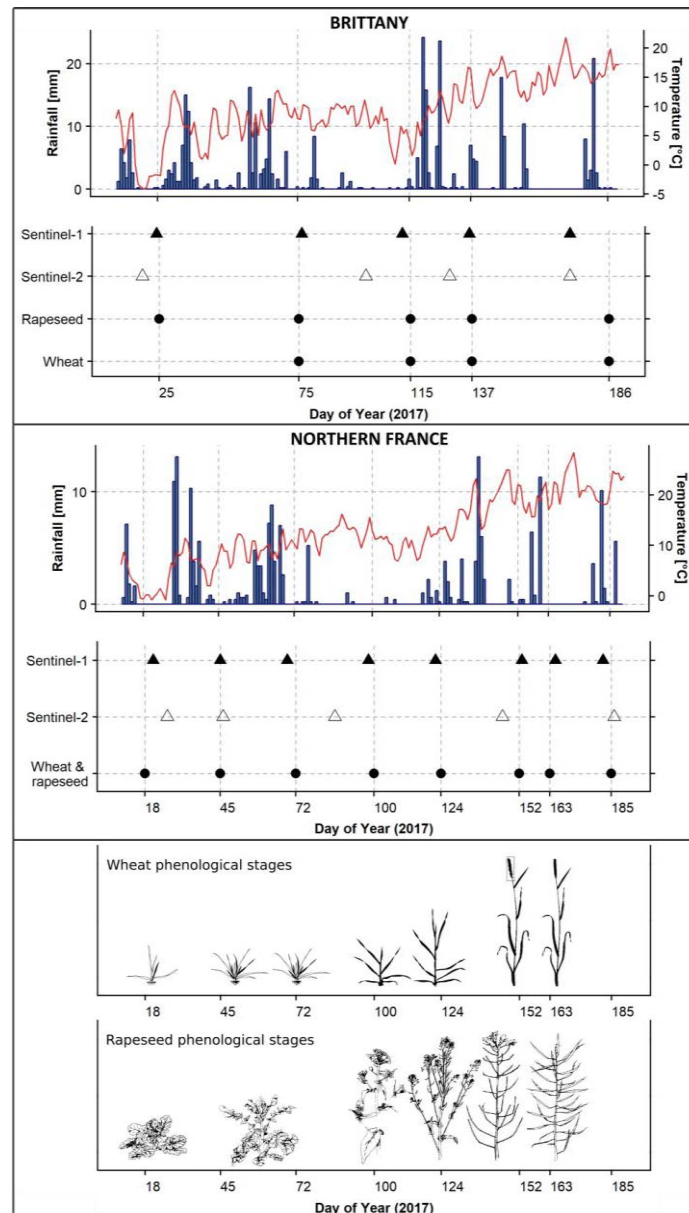 BRITTANY
Rainfall [mm]
20
10
0
Temperature [°C]
20
15
10
5
0
-5
Sentinel-1
Sentinel-2
Rapeseed
Wheat
25 75 115 137 186
Day of Year (2017)
NORTHERN FRANCE
Rainfall [mm]
10
0
Temperature [°C]
20
10
0
Sentinel-1
Sentinel-2
Wheat &
rapeseed
18 45 72 100 124 152 163 185
Day of Year (2017)
Wheat phenological stages
18 45 72 100 124 152 163 185
Rapeseed phenological stages
18 45 72 100 124 152 163 185
Day of Year (2017)